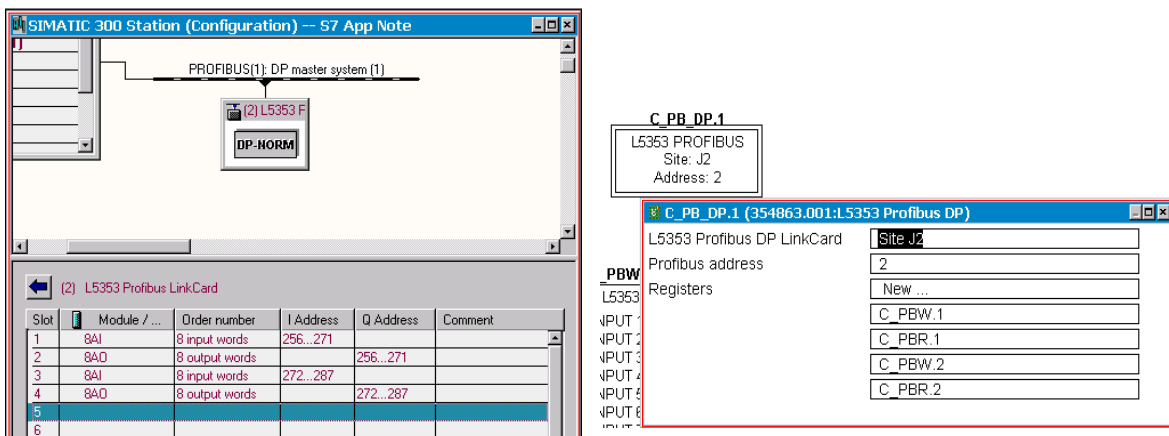 SIMATIC 300 Station (Configuration) -- S7 App Note
PROFIBUS(1): DP master system (1)
(2) L5353 F
DP-NORM
(2) L5353 Profibus LinkCard
Slot Module / ... Order number I Address Q Address Comment
1 8AI 8 input words 256...271
2 8AO 8 output words 256...271
3 8AI 8 input words 272...287
4 8AO 8 output words 272...287
5
6
C_PB_DP.1
L5353 PROFIBUS
Site: J2
Address: 2
C_PB_DP.1 (354863.001:L5353 Profibus DP)
L5353 Profibus DP LinkCard Site J2
Profibus address 2
Registers New ...
C_PBW.1
C_PBR.1
C_PBW.2
C_PBR.2
_PBW
L5353